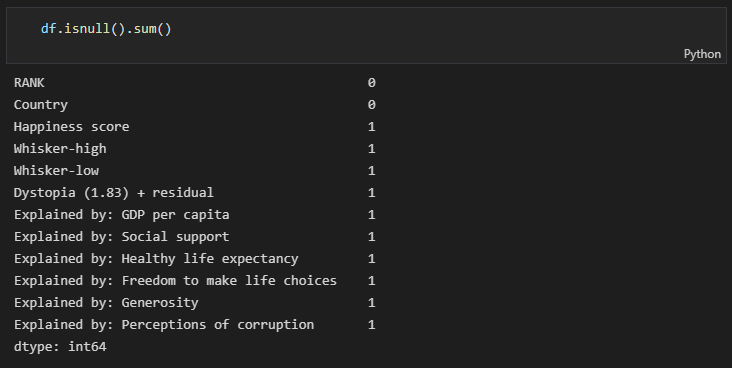 df.isnull().sum()
Python
RANK 0
Country 0
Happiness score 1
Whisker-high 1
Whisker-low 1
Dystopia (1.83) + residual 1
Explained by: GDP per capita 1
Explained by: Social support 1
Explained by: Healthy life expectancy 1
Explained by: Freedom to make life choices 1
Explained by: Generosity 1
Explained by: Perceptions of corruption 1
dtype: int64